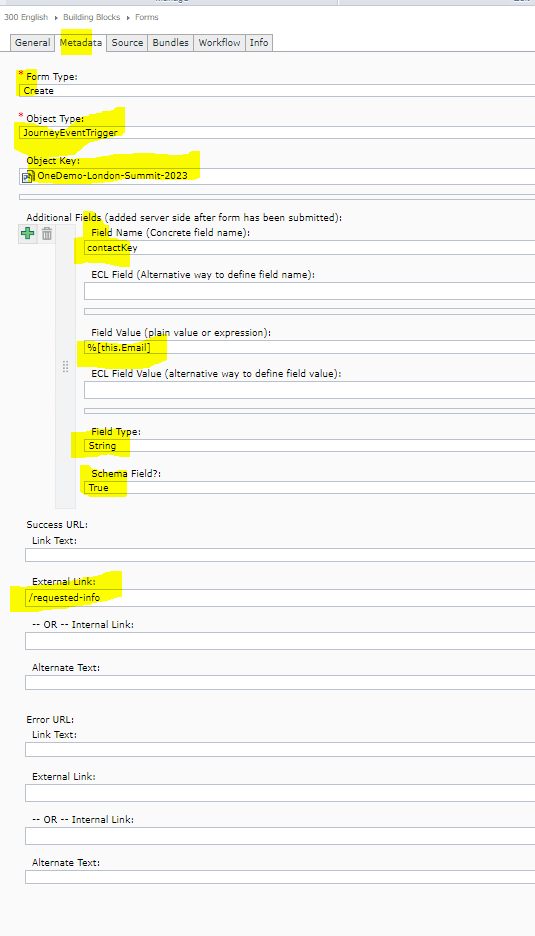 300 English ▸ Building Blocks ▸ Forms
General Metadata Source Bundles Workflow Info
* Form Type:
Create
* Object Type:
JourneyEventTrigger
Object Key:
OneDemo-London-Summit-2023
Additional Fields (added server side after form has been submitted):
Field Name (Concrete field name):
contactKey
ECL Field (Alternative way to define field name):
Field Value (plain value or expression):
%[this.Email]
ECL Field Value (alternative way to define field value):
Field Type:
String
Schema Field?:
True
Success URL:
Link Text:
External Link:
/requested-info
-- OR -- Internal Link:
Alternate Text:
Error URL:
Link Text:
External Link:
-- OR -- Internal Link:
Alternate Text: